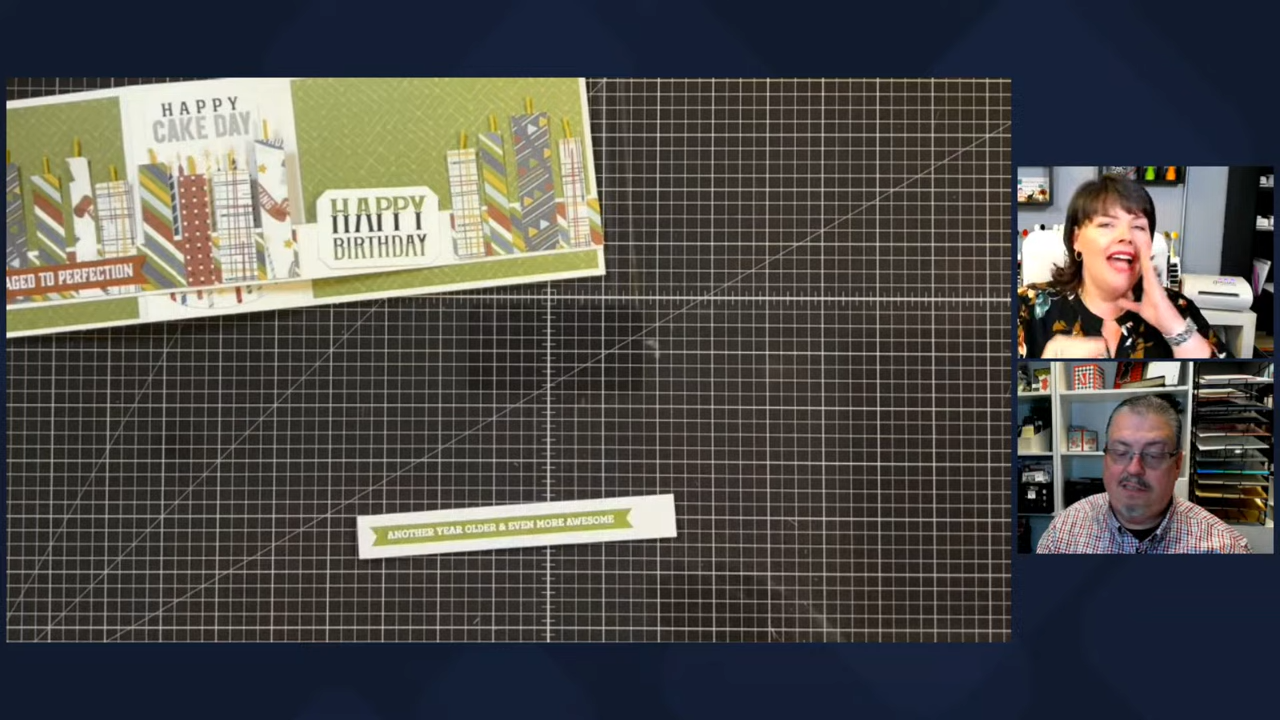 HAPPY
CAKE DAY
HAPPY
BIRTHDAY
AGED TO PERFECTION
ANOTHER YEAR OLDER & EVEN MORE AWESOME